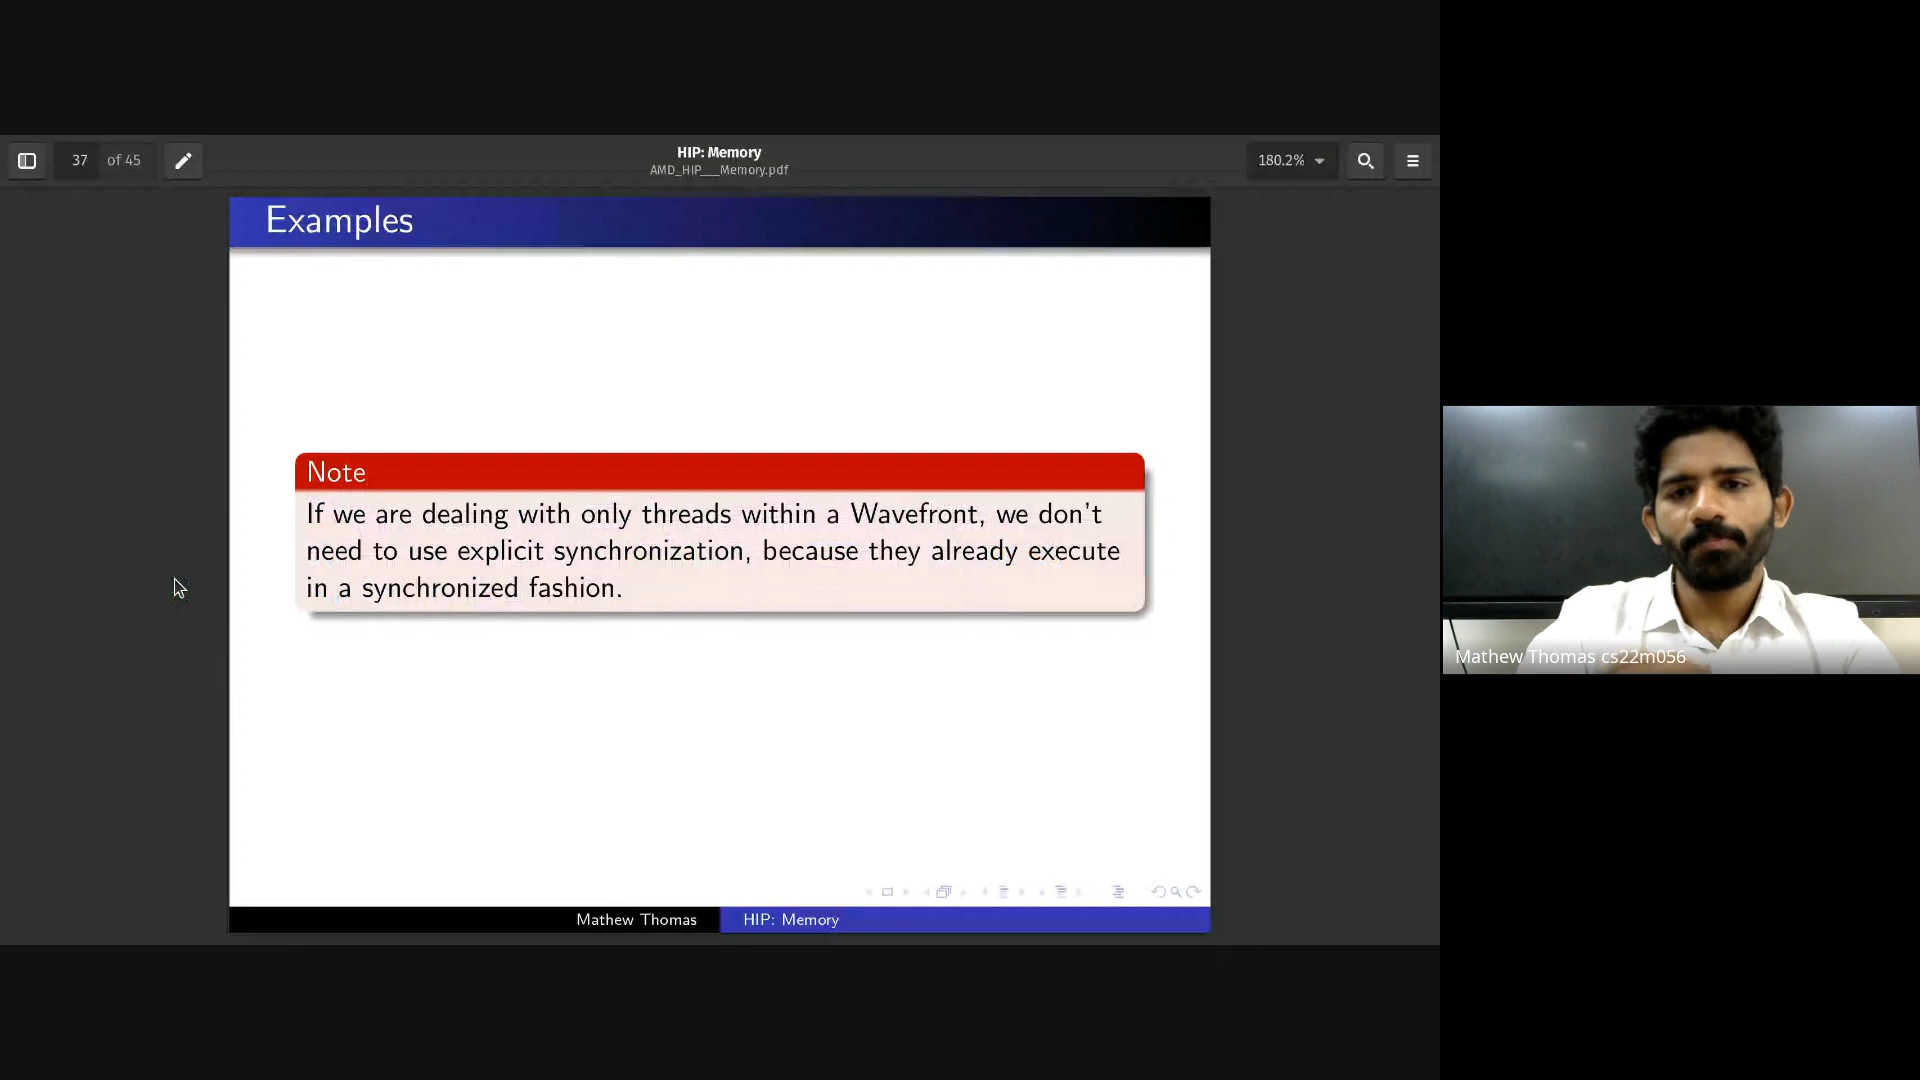 37 of 45
HIP: Memory
AMD_HIP___Memory.pdf
180.2%
Examples
Note
If we are dealing with only threads within a Wavefront, we don't
need to use explicit synchronization, because they already execute
in a synchronized fashion.
Mathew Thomas cs22m056
Mathew Thomas
HIP: Memory